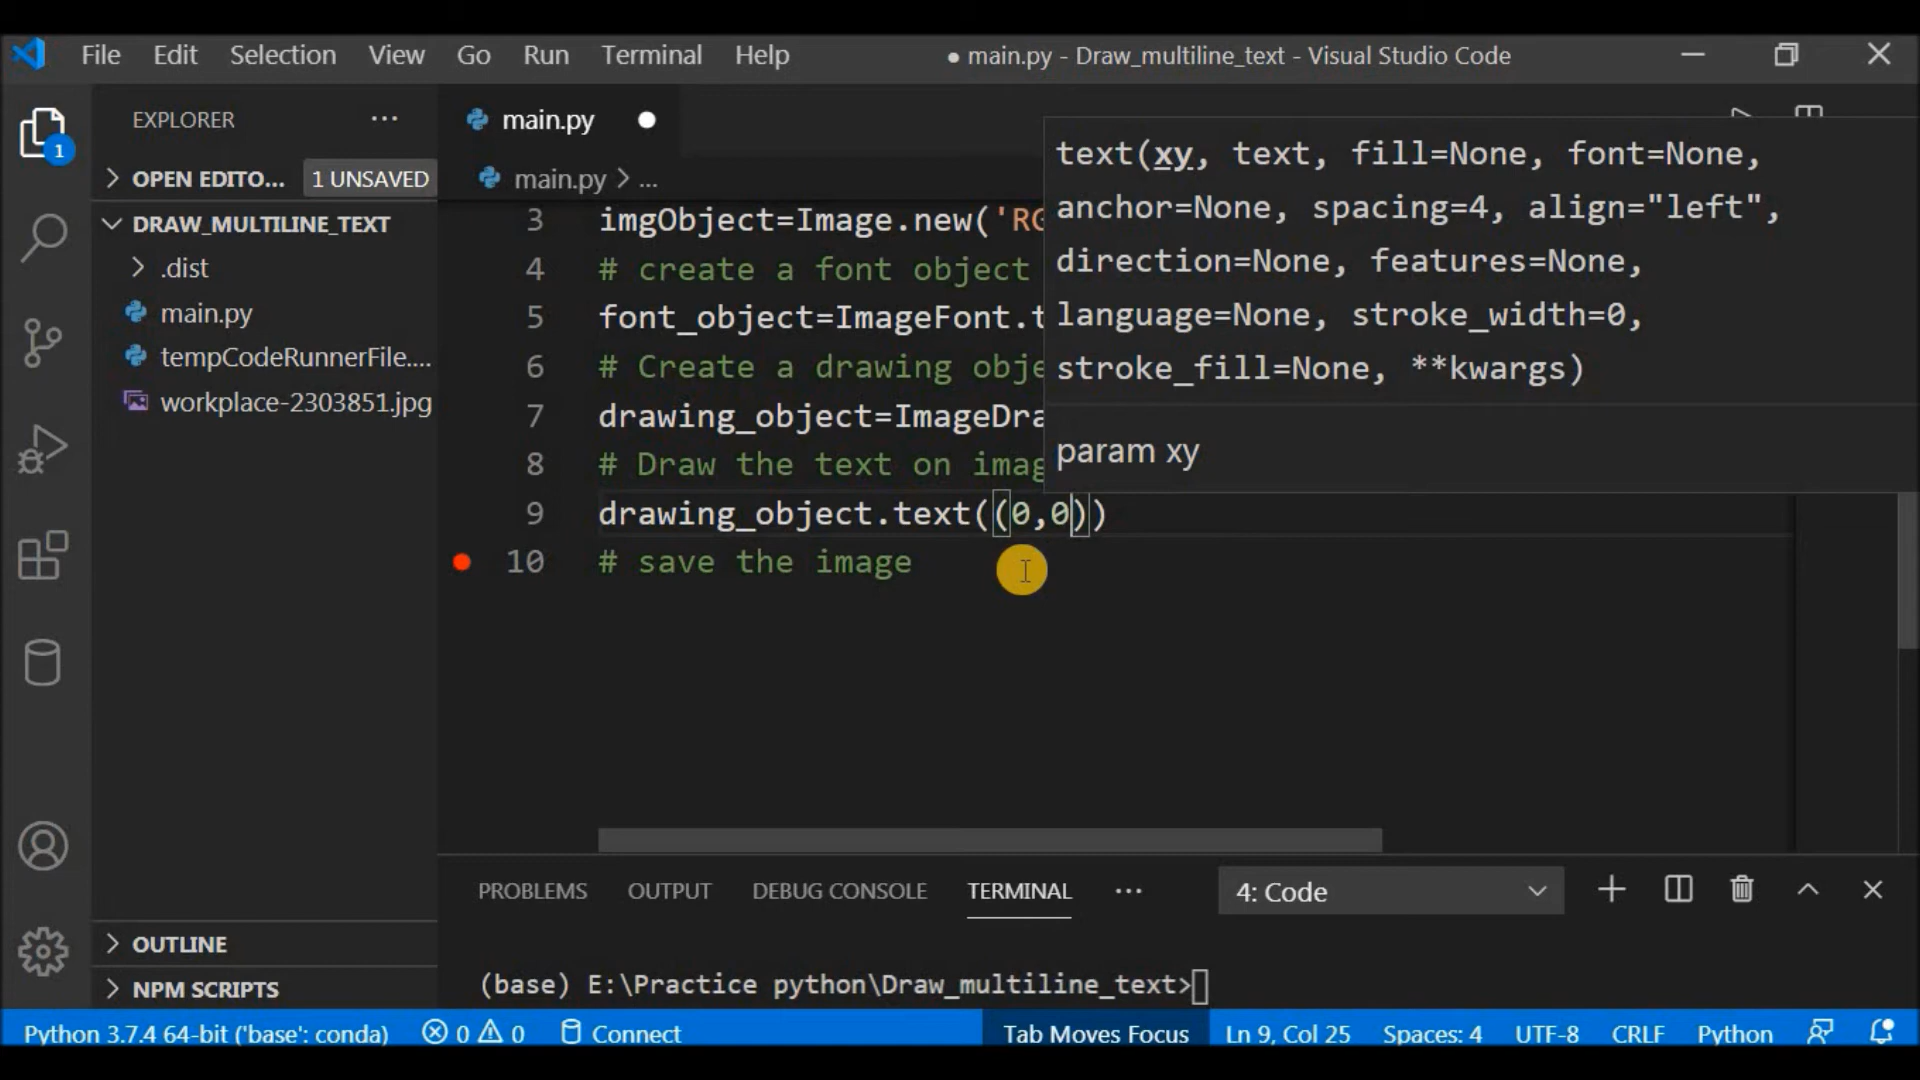 File Edit Selection View Go Run Terminal Help
● main.py - Draw_multiline_text - Visual Studio Code
EXPLORER ...
main.py
1
OPEN EDITO... 1 UNSAVED
main.py > ...
DRAW_MULTILINE_TEXT
.dist
main.py
tempCodeRunnerFile....
workplace-2303851.jpg
3 imgObject=Image.new('RG
4 # create a font object
5 font_object=ImageFont.t
6 # Create a drawing obje
7 drawing_object=ImageDra
8 # Draw the text on imag
9 drawing_object.text((0,0))
10 # save the image
text(xy, text, fill=None, font=None,
anchor=None, spacing=4, align="left",
direction=None, features=None,
language=None, stroke_width=0,
stroke_fill=None, **kwargs)
param xy
PROBLEMS OUTPUT DEBUG CONSOLE TERMINAL ... 4: Code
(base) E:\Practice python\Draw_multiline_text>
OUTLINE
NPM SCRIPTS
Python 3.7.4 64-bit ('base': conda) 0 0 Connect Tab Moves Focus Ln 9, Col 25 Spaces: 4 UTF-8 CRLF Python